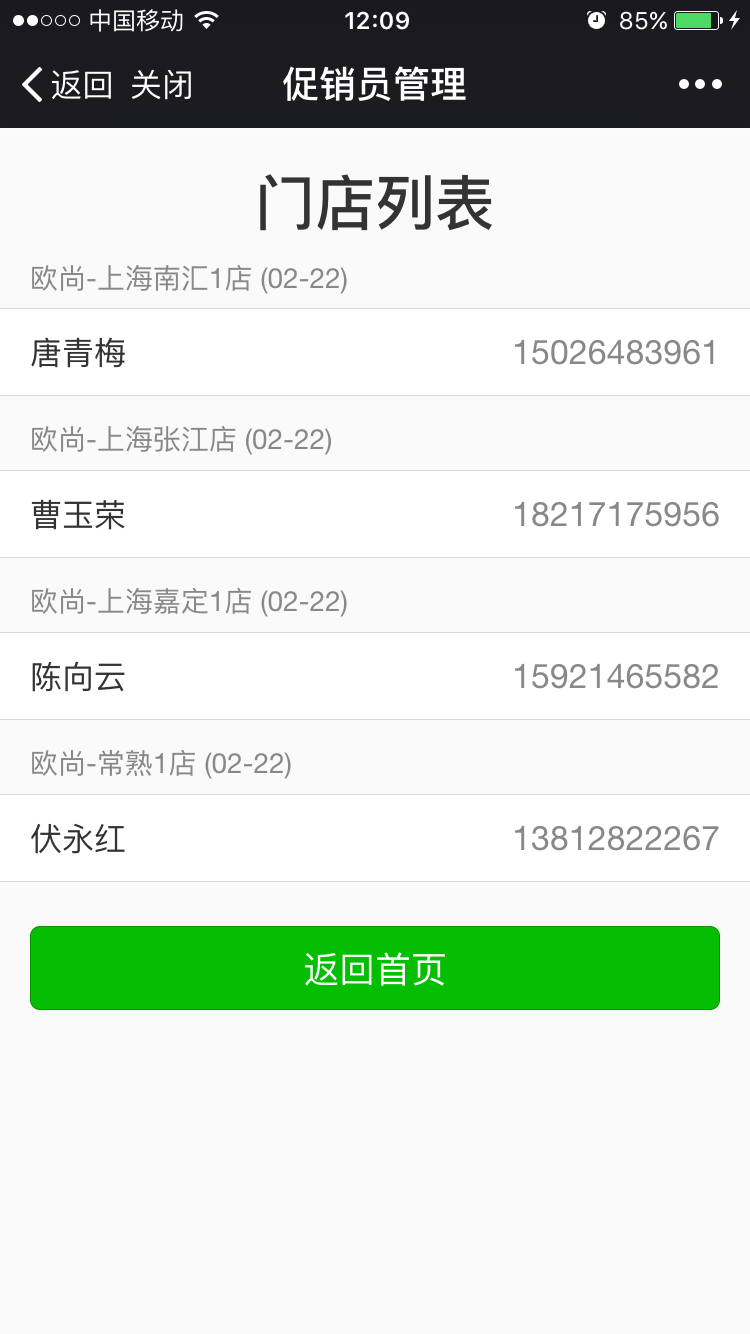 中国移动 12:09 85%
返回 关闭 促销员管理
门店列表
欧尚-上海南汇1店 (02-22)
唐青梅 15026483961
欧尚-上海张江店 (02-22)
曹玉荣 18217175956
欧尚-上海嘉定1店 (02-22)
陈向云 15921465582
欧尚-常熟1店 (02-22)
伏永红 13812822267
返回首页